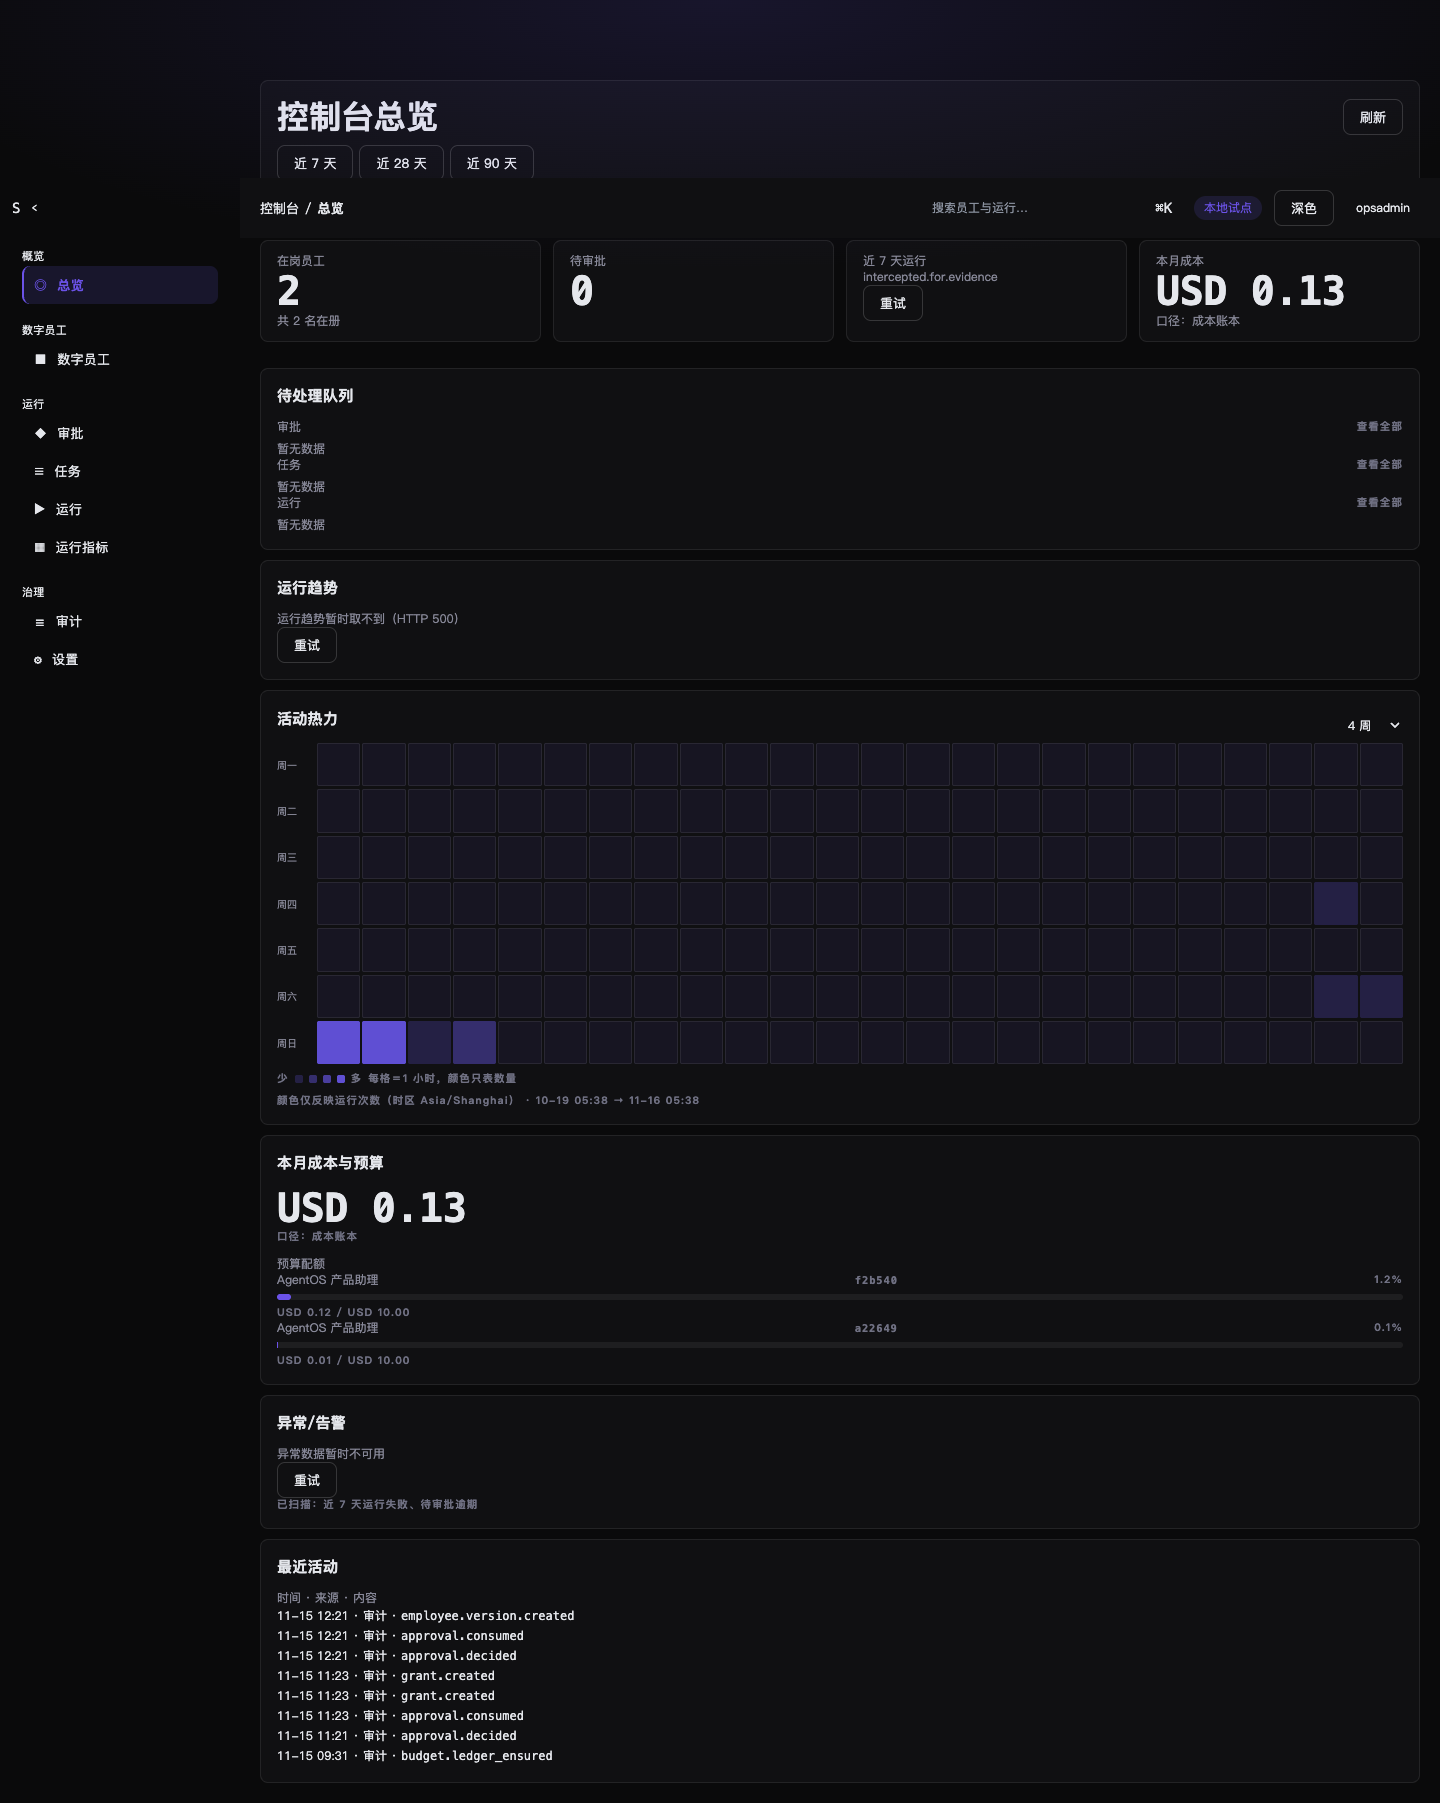 控制台总览
刷新
近 7 天
近 28 天
近 90 天
S <
控制台 / 总览
搜索员工与运行...
⌘K
本地试点
深色
opsadmin
概览
◎ 总览
数字员工
■ 数字员工
运行
◆ 审批
≡ 任务
▶ 运行
▦ 运行指标
治理
≡ 审计
⚙ 设置
在岗员工
2
共 2 名在册
待审批
0
近 7 天运行
intercepted.for.evidence
重试
本月成本
USD 0.13
口径：成本账本
待处理队列
审批
查看全部
暂无数据
任务
查看全部
暂无数据
运行
查看全部
暂无数据
运行趋势
运行趋势暂时取不到（HTTP 500）
重试
活动热力
4 周
周一
周二
周三
周四
周五
周六
周日
少
多 每格=1 小时，颜色只表数量
颜色仅反映运行次数（时区 Asia/Shanghai） · 10-19 05:38 → 11-16 05:38
本月成本与预算
USD 0.13
口径：成本账本
预算配额
AgentOS 产品助理
f2b540
1.2%
USD 0.12 / USD 10.00
AgentOS 产品助理
a22649
0.1%
USD 0.01 / USD 10.00
异常/告警
异常数据暂时不可用
重试
已扫描：近 7 天运行失败、待审批逾期
最近活动
时间 · 来源 · 内容
11-15 12:21 · 审计 · employee.version.created
11-15 12:21 · 审计 · approval.consumed
11-15 12:21 · 审计 · approval.decided
11-15 11:23 · 审计 · grant.created
11-15 11:23 · 审计 · grant.created
11-15 11:23 · 审计 · approval.consumed
11-15 11:21 · 审计 · approval.decided
11-15 09:31 · 审计 · budget.ledger_ensured